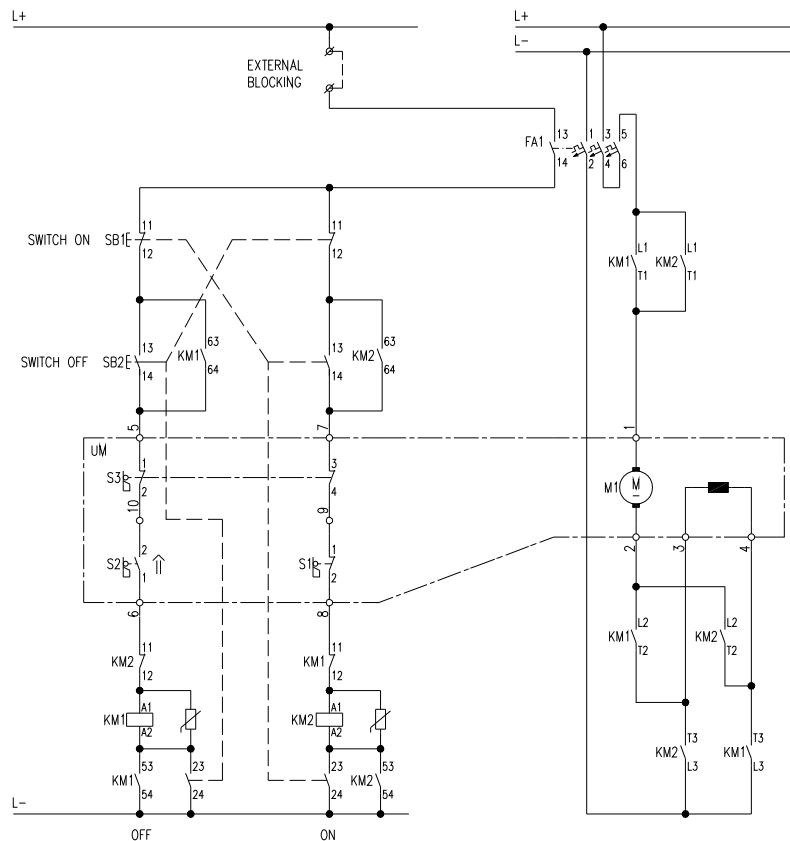 L+
L+
L-
EXTERNAL
BLOCKING
FA1
13
14
1
2
3
4
5
6
11
12
11
12
SWITCH ON
SB1
KM1
L1
T1
KM2
L1
T1
SWITCH OFF
SB2
13
14
KM1
63
64
13
14
KM2
63
64
5
7
1
UM
S3
1
2
3
4
M1
M
10
9
S2
2
1
S1
1
2
2
3
4
6
8
KM2
11
12
KM1
11
12
KM1
L2
T2
KM2
L2
T2
KM1
A1
A2
KM2
A1
A2
KM1
53
54
23
24
23
24
KM2
53
54
KM2
T3
L3
KM1
T3
L3
L-
OFF
ON